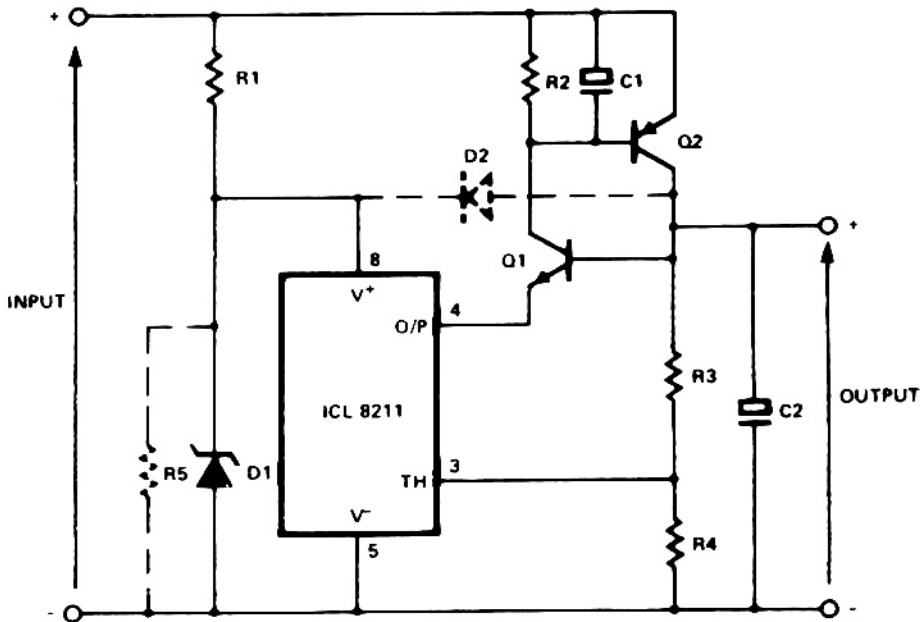 +
R1
R2
C1
Q2
D2
+
8
Q1
INPUT
V+
4
O/P
R3
ICL 8211
C2
OUTPUT
R5
D1
3
TH
V-
R4
5
-
-